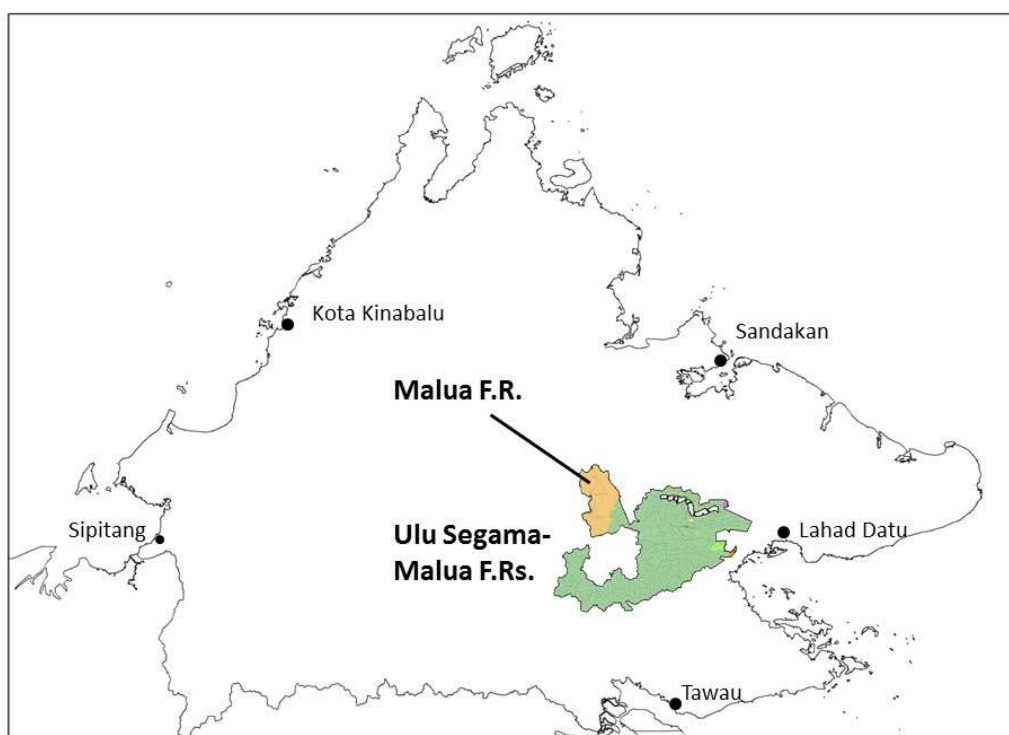 Kota Kinabalu
Sandakan
Malua F.R.
Sipitang
Ulu Segama-
Malua F.Rs.
Lahad Datu
Tawau